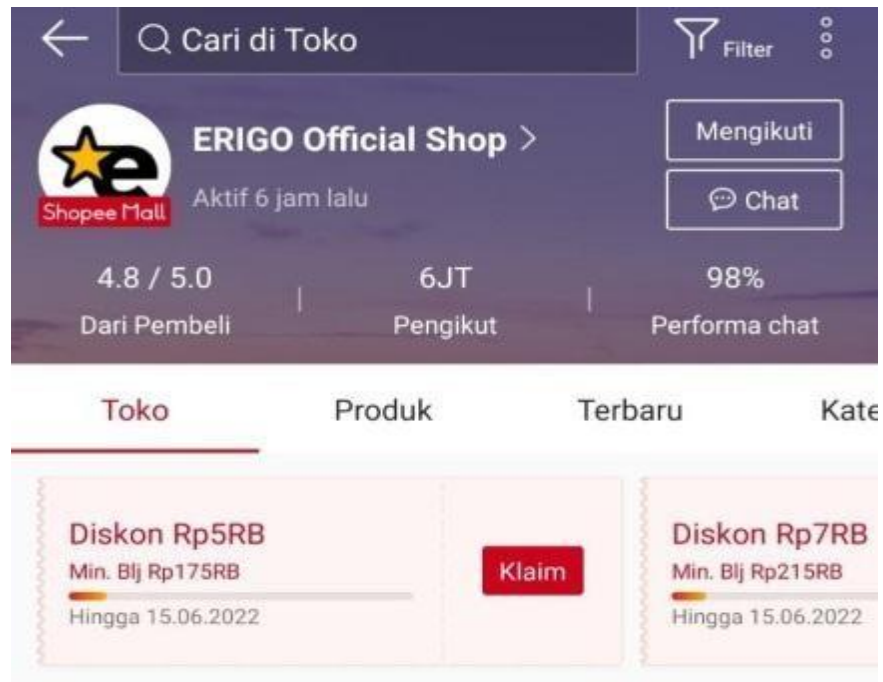 Cari di Toko
Filter
ERIGO Official Shop >
Mengikuti
Aktif 6 jam lalu
Chat
e
Shopee Mall
4.8 / 5.0
6JT
98%
Dari Pembeli
Pengikut
Performa chat
Toko
Produk
Terbaru
Kate
Diskon Rp5RB
Min. Blj Rp175RB
Hingga 15.06.2022
Klaim
Diskon Rp7RB
Min. Blj Rp215RB
Hingga 15.06.2022